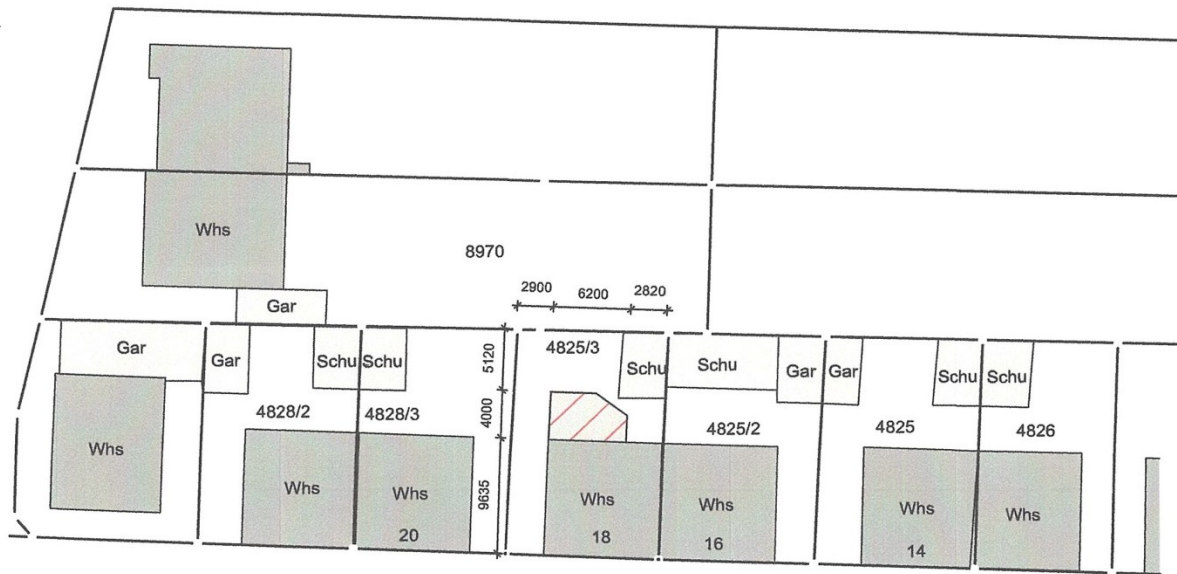 Whs
8970
2900 6200 2820
Gar
Gar
Gar
Schu Schu
5120
4825/3
Schu
Schu
Gar Gar
Schu Schu
4828/2
4828/3
4000
4825/2
4825
4826
Whs
Whs
Whs
9635
Whs
Whs
Whs
Whs
20
18
16
14